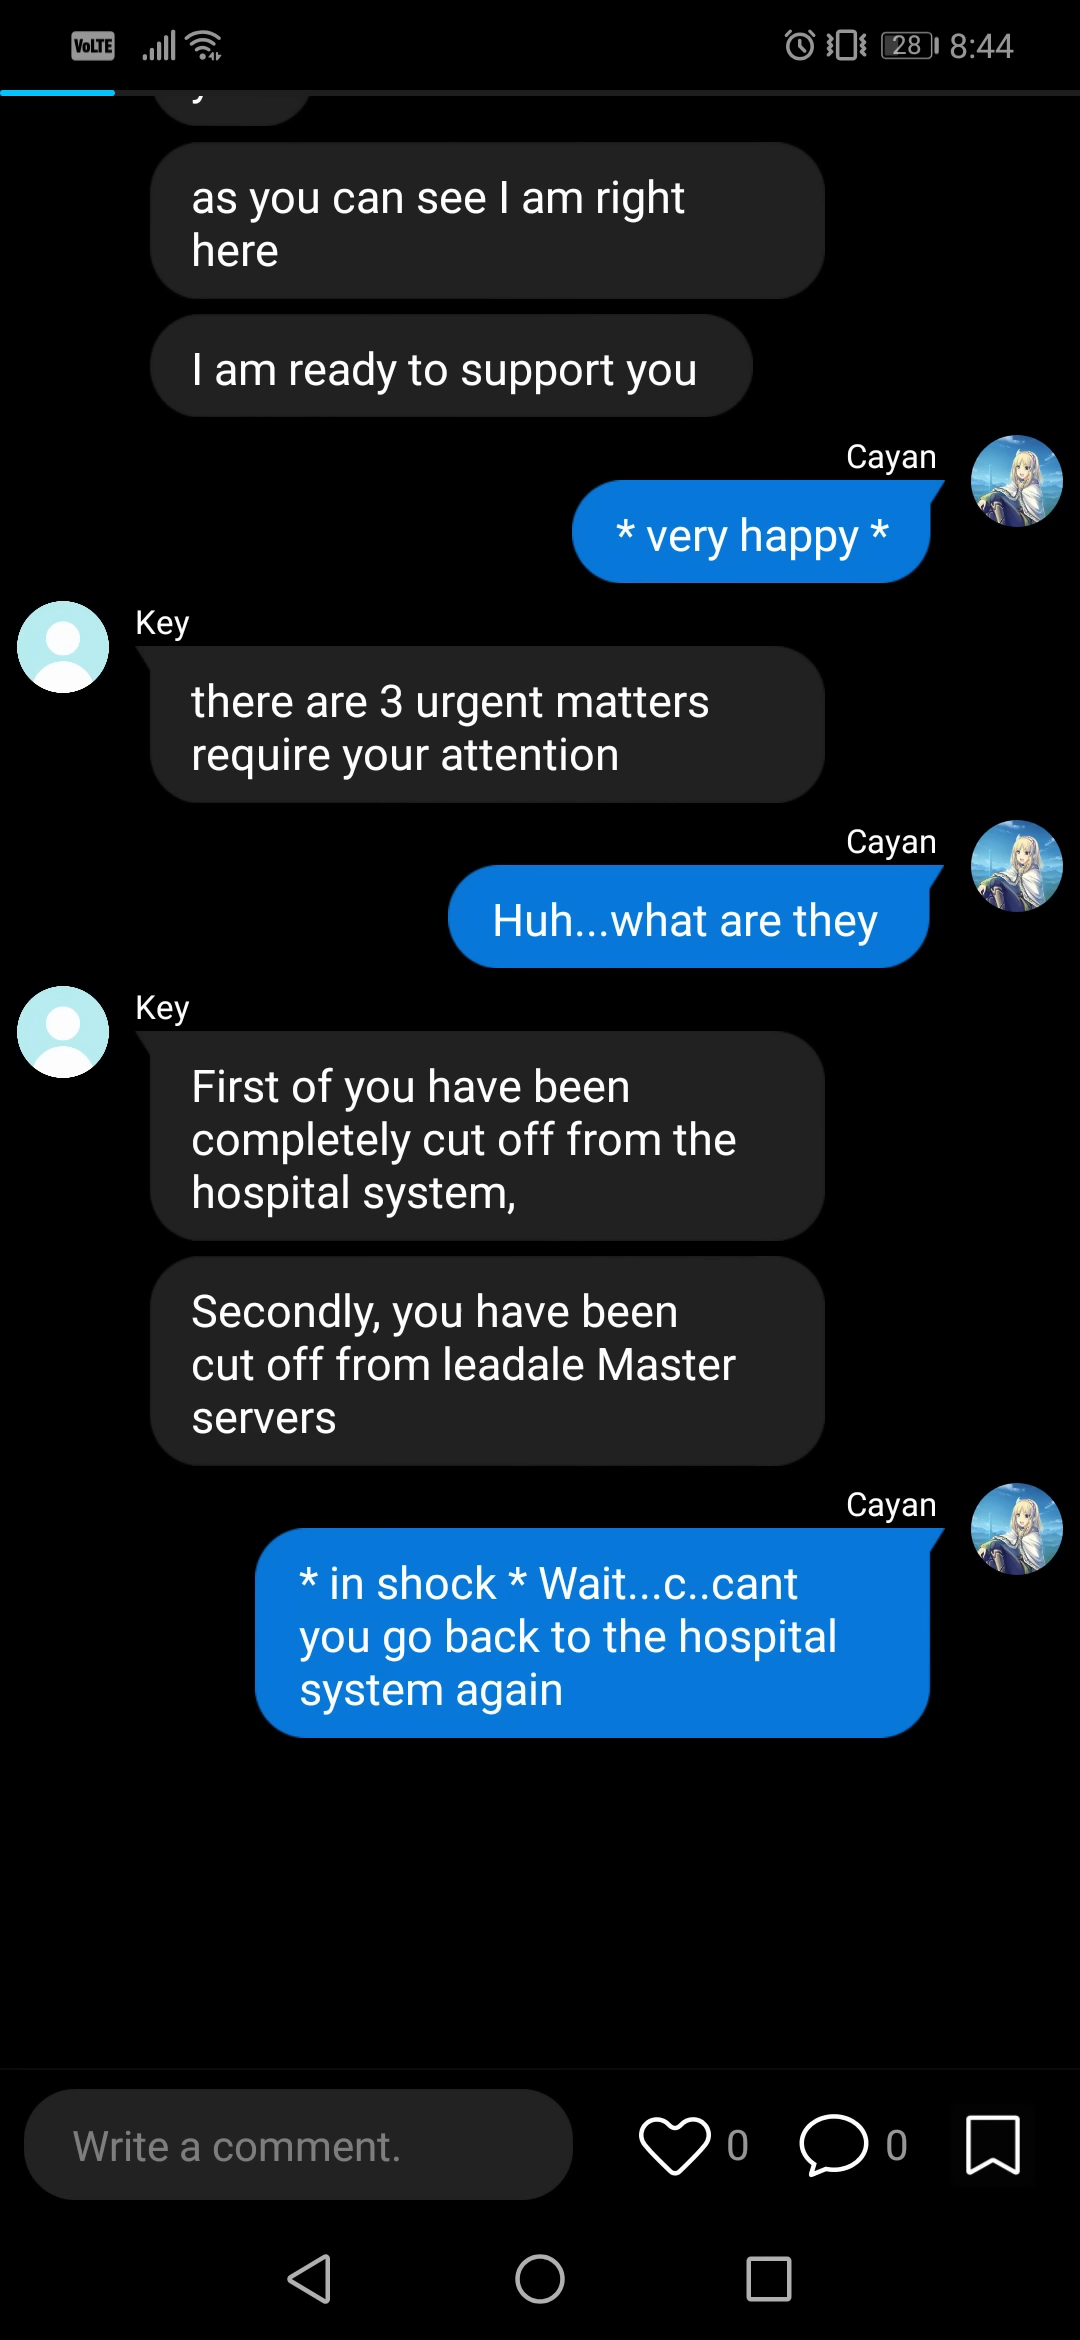 VoLTE
28
8:44
as you can see I am right
here
I am ready to support you
Cayan
* very happy *
Key
there are 3 urgent matters
require your attention
Cayan
Huh...what are they
Key
First of you have been
completely cut off from the
hospital system,
Secondly, you have been
cut off from leadale Master
servers
Cayan
* in shock * Wait...c..cant
you go back to the hospital
system again
Write a comment.
0
0